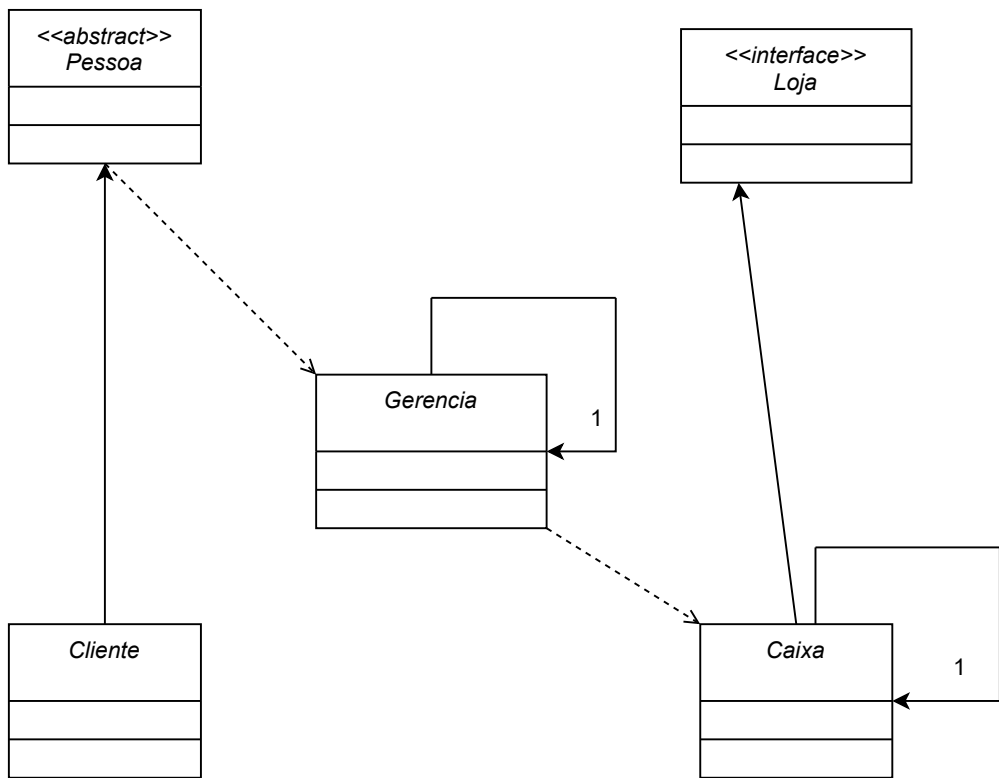 <<abstract>>
Pessoa
<<interface>>
Loja
Gerencia
1
Cliente
Caixa
1